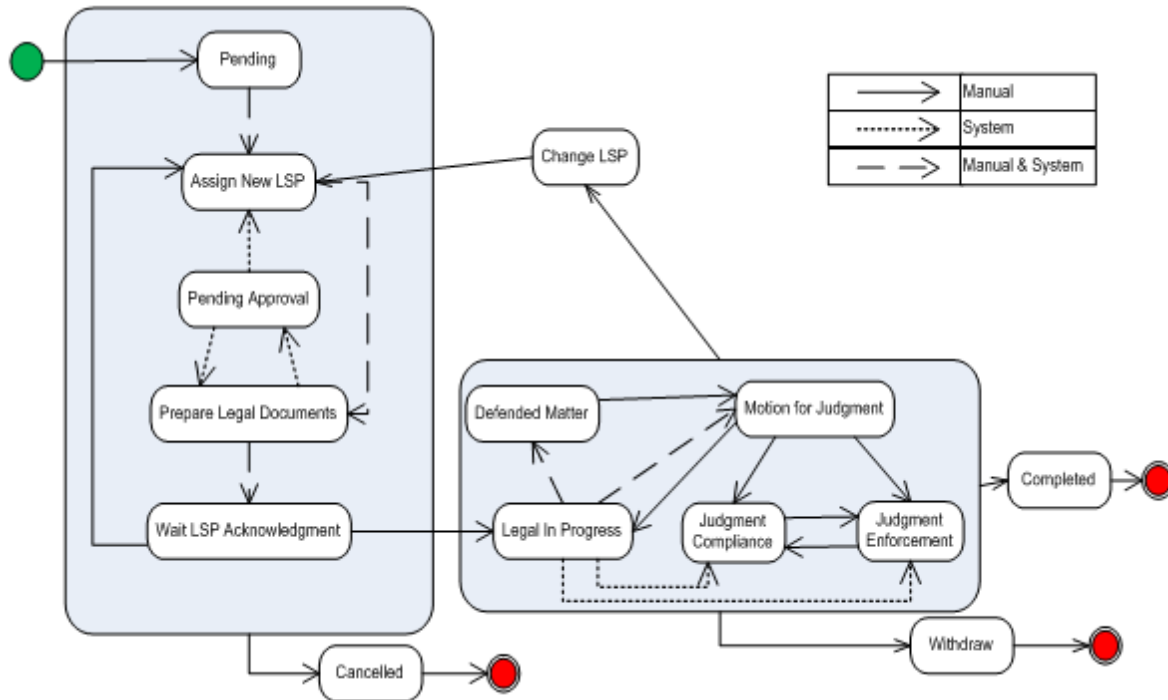 Pending
Manual
System
Manual & System
Change LSP
Assign New LSP
Pending Approval
Prepare Legal Documents
Defended Matter
Motion for Judgment
Completed
Wait LSP Acknowledgment
Legal In Progress
Judgment
Compliance
Judgment
Enforcement
Withdraw
Cancelled